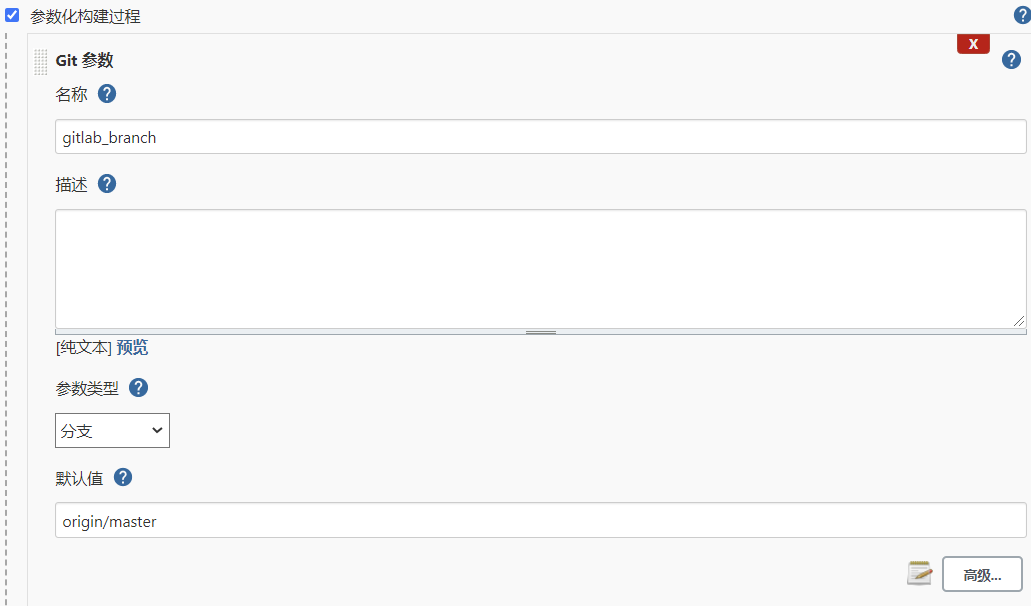 参数化构建过程
?
X
Git 参数
?
名称 ?
gitlab_branch
描述 ?
[纯文本] 预览
参数类型 ?
分支
默认值 ?
origin/master
高级...